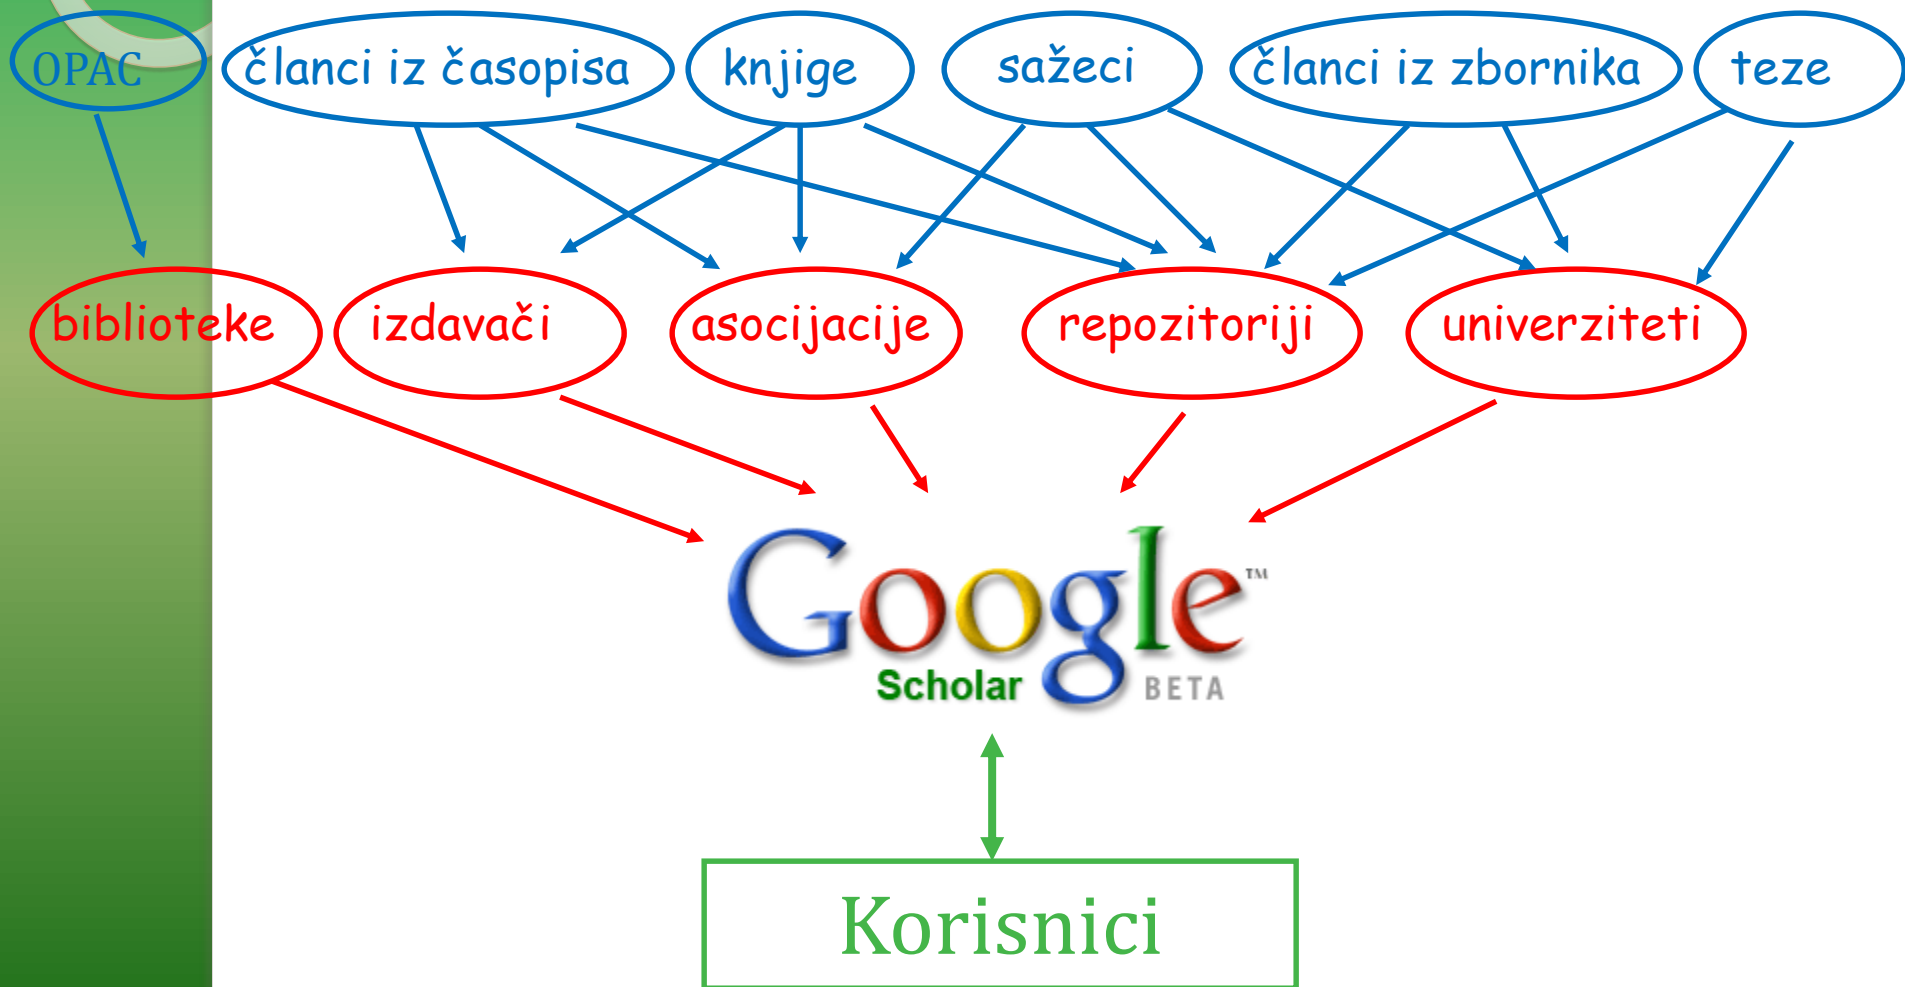 OPAC
članci iz časopisa
knjige
sažeci
članci iz zbornika
teze
biblioteke
izdavači
asocijacije
repozitoriji
univerziteti
Google™
Scholar BETA
Korisnici